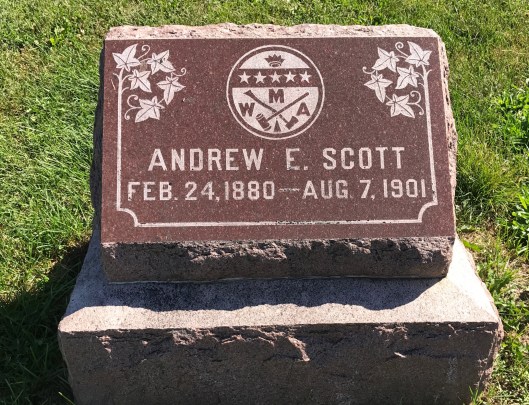 M
W A
ANDREW E. SCOTT
FEB. 24, 1880 — AUG. 7, 1901